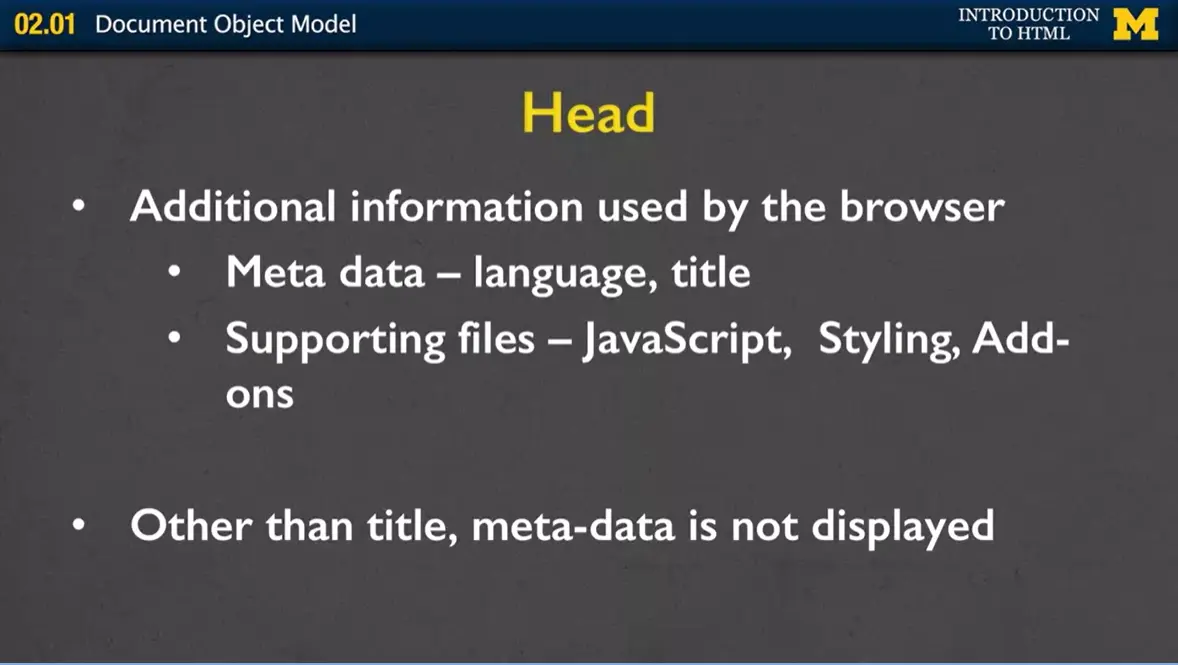 02.01 Document Object Model
INTRODUCTION
TO HTML
M
Head
• Additional information used by the browser
• Meta data – language, title
• Supporting files – JavaScript,  Styling, Add-
ons
• Other than title, meta-data is not displayed